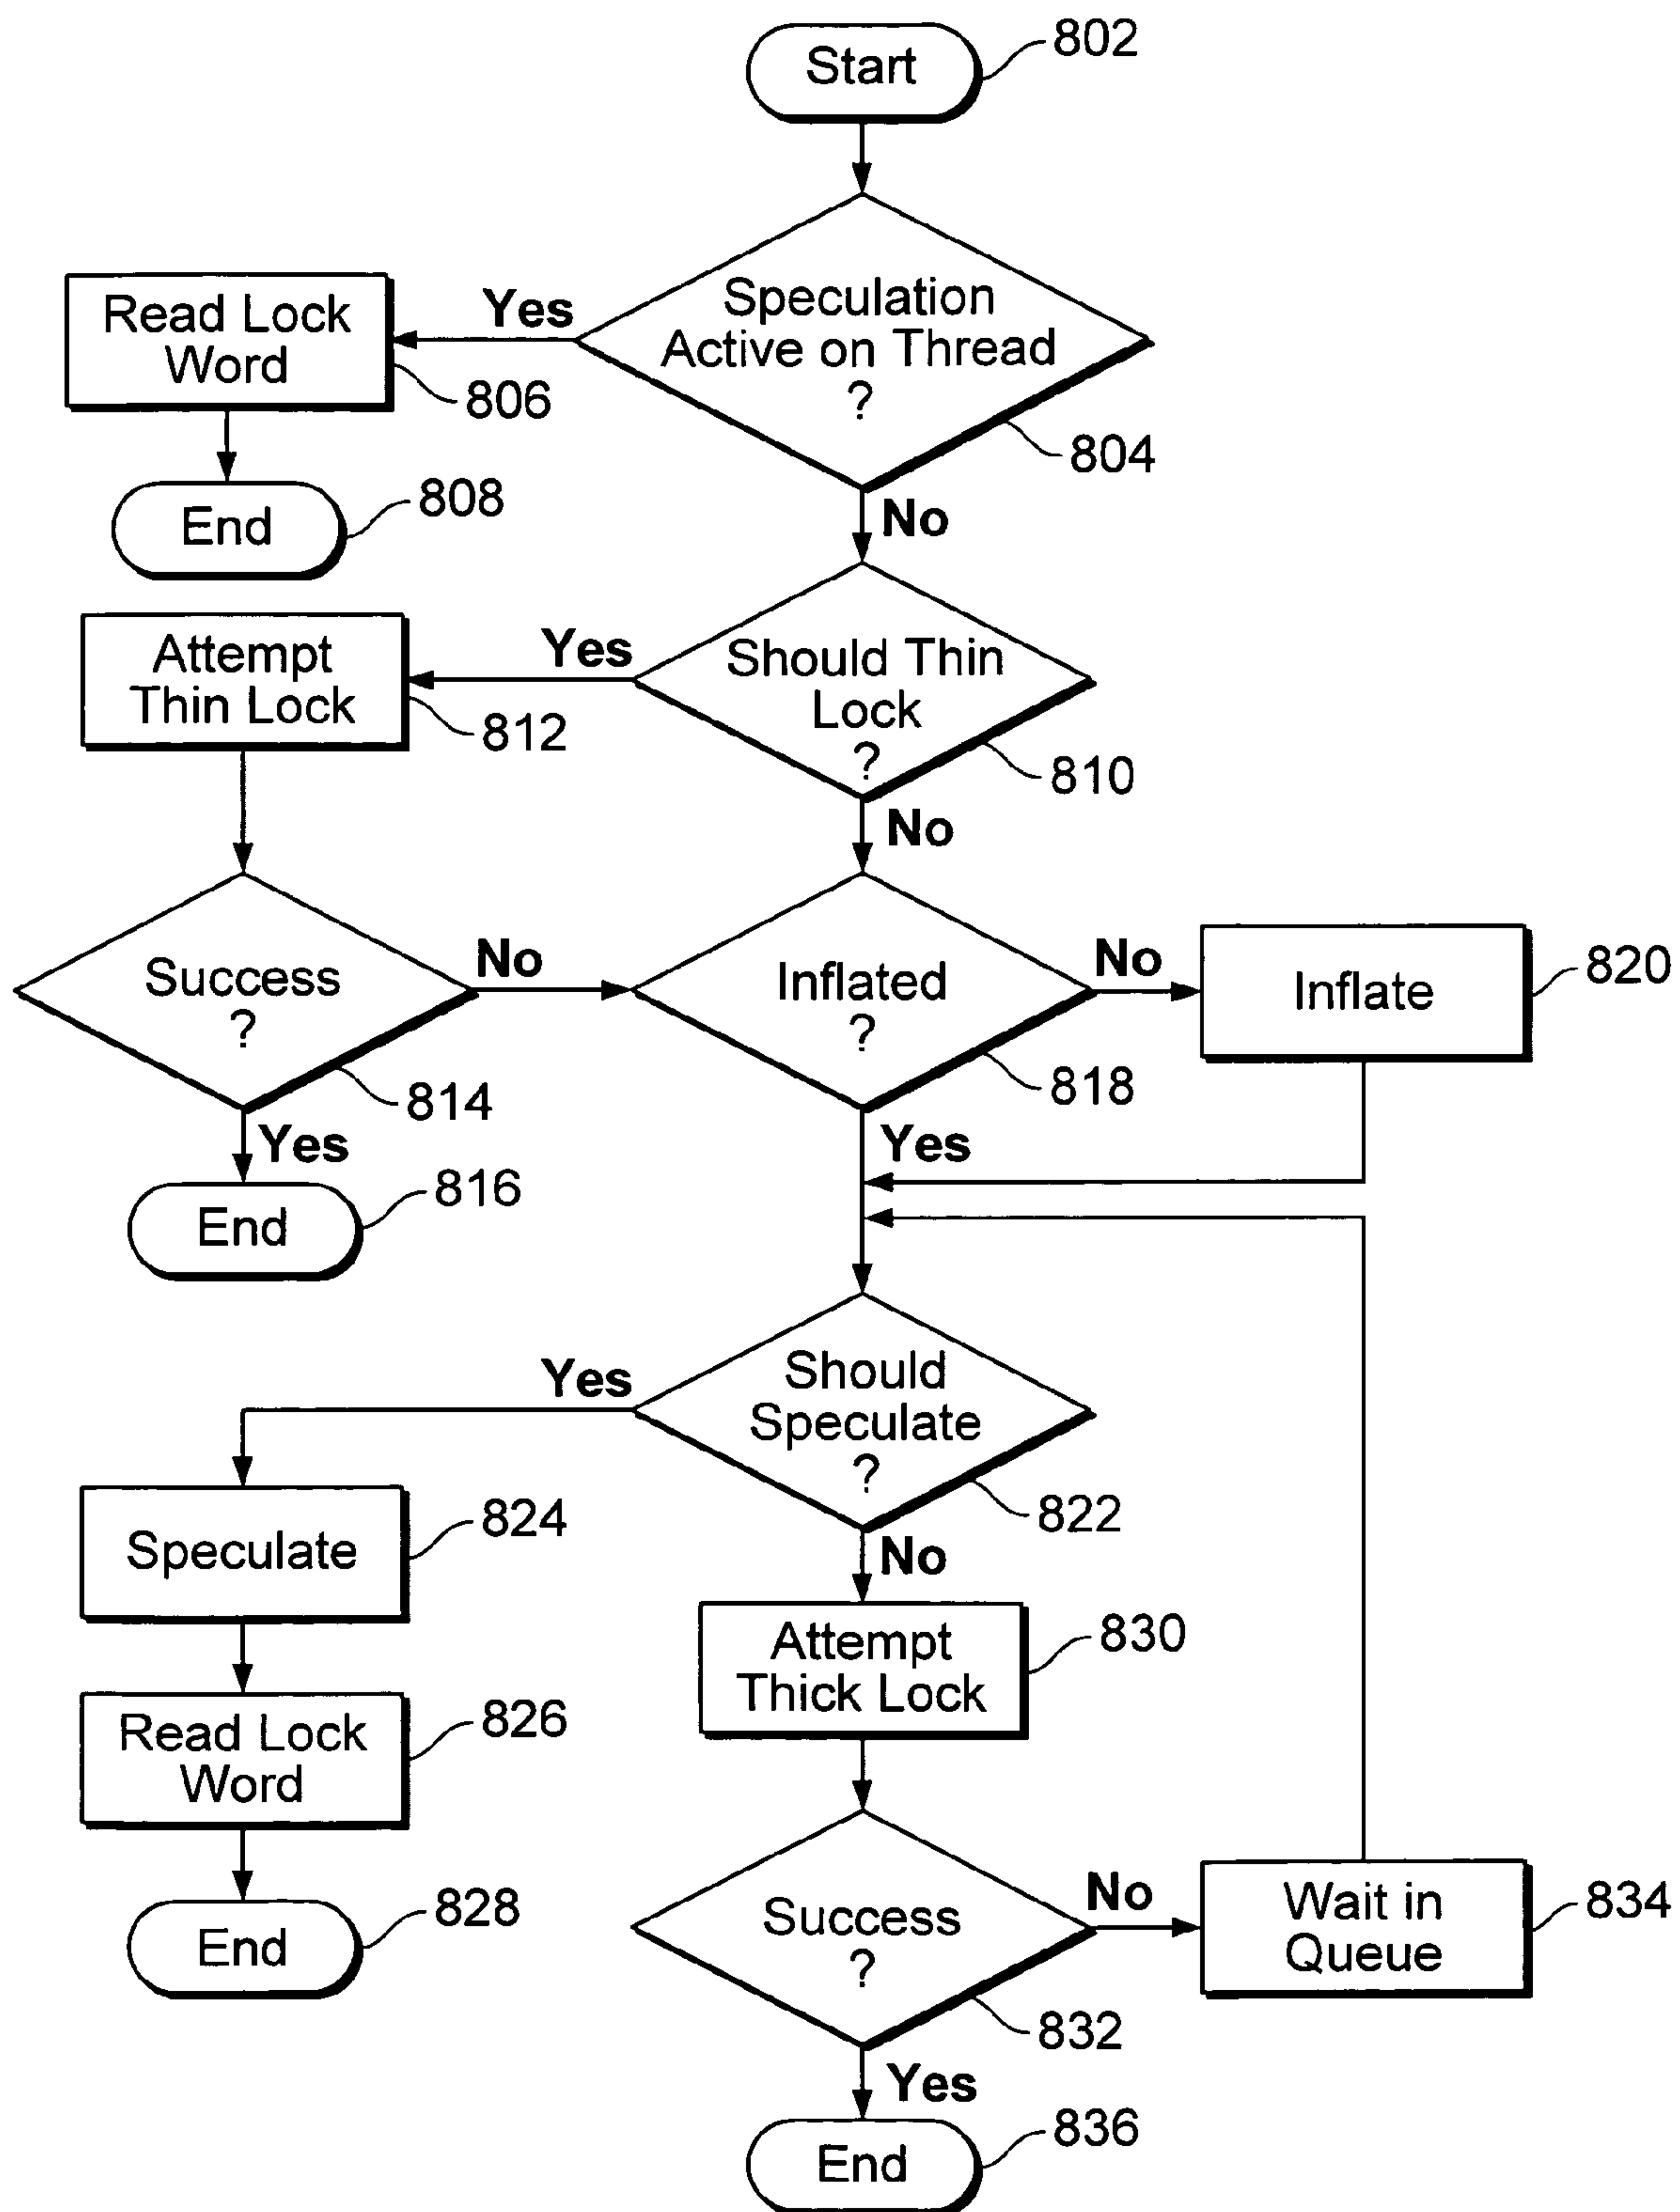 Start
802
Speculation
Active on Thread
?
804
Yes
Read Lock
Word
806
End
808
No
Should Thin
Lock
?
810
Yes
Attempt
Thin Lock
812
No
Success
?
814
No
Yes
End
816
Inflated
?
818
No
Inflate
820
Yes
Should
Speculate
?
822
Yes
Speculate
824
Read Lock
Word
826
End
828
No
Attempt
Thick Lock
830
Success
?
832
No
Wait in
Queue
834
Yes
End
836